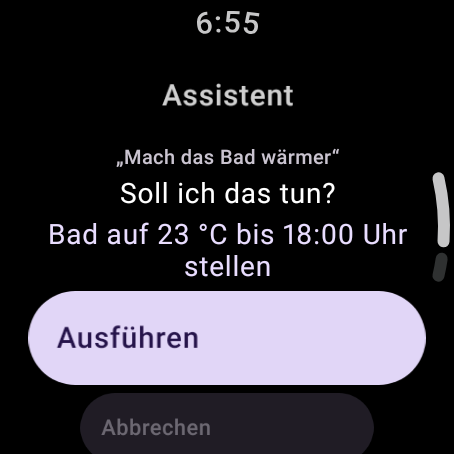 6:55
Assistent
„Mach das Bad wärmer“
Soll ich das tun?
Bad auf 23 °C bis 18:00 Uhr
stellen
Ausführen
Abbrechen